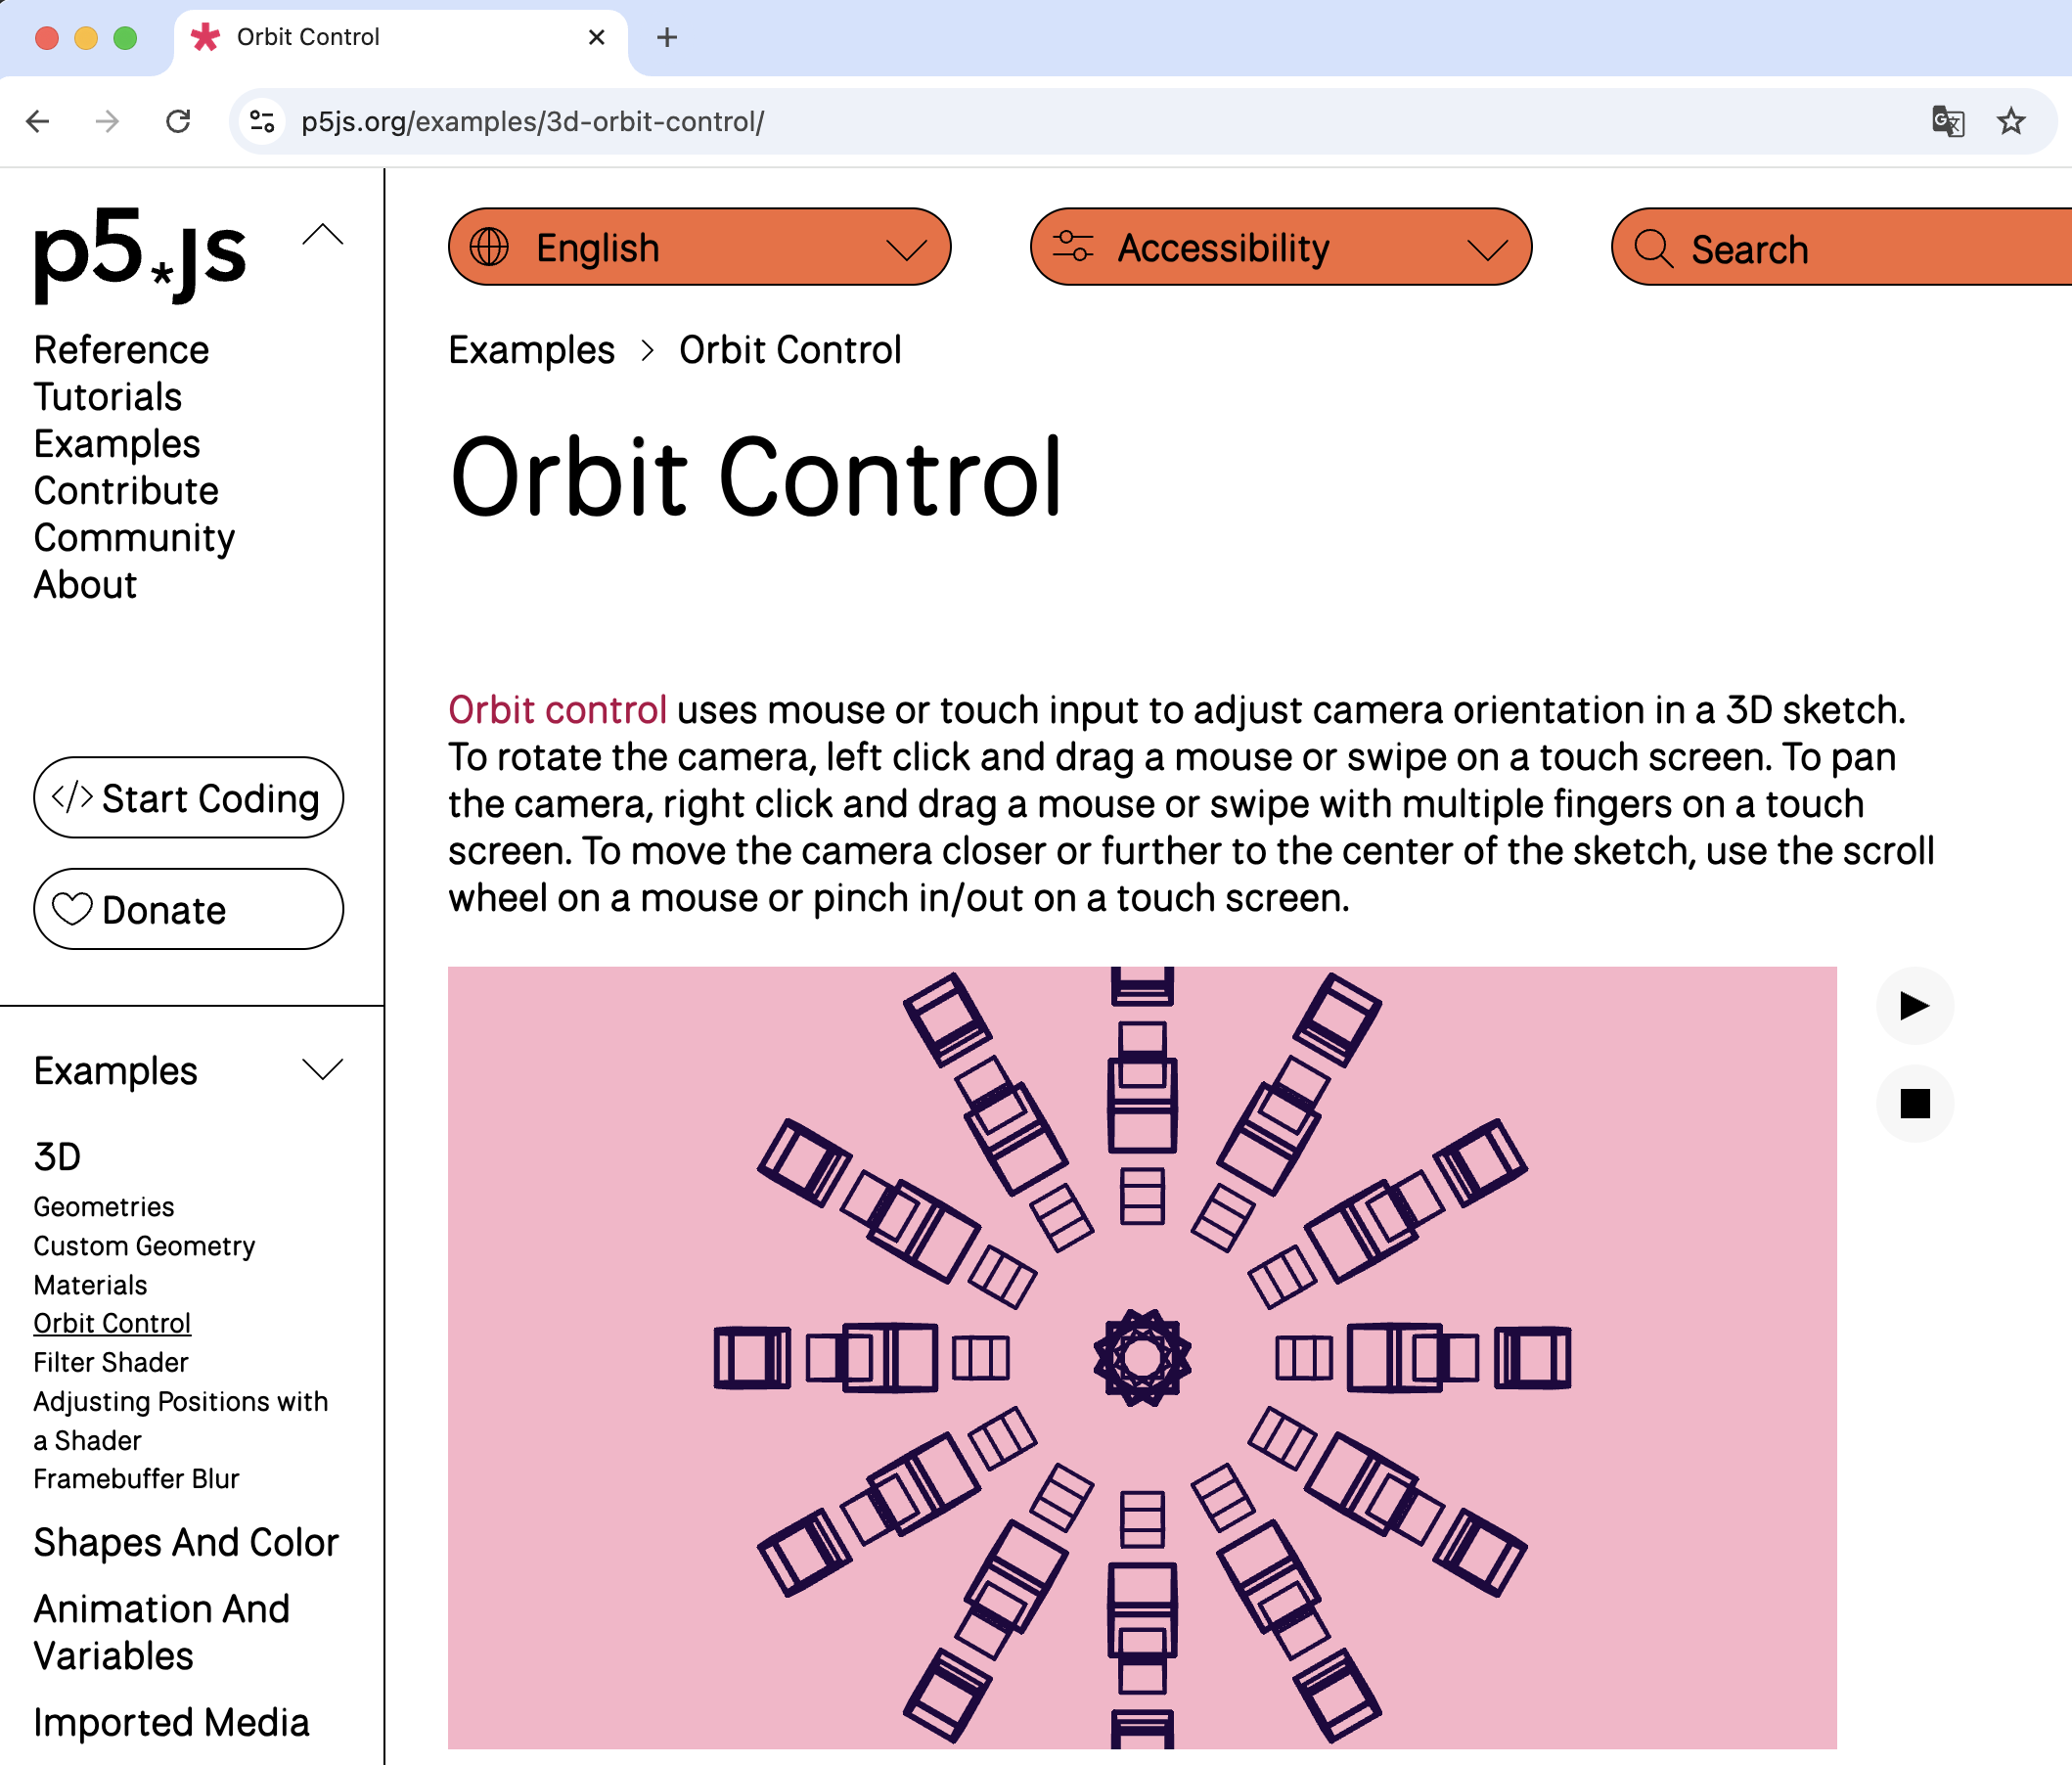 Orbit Control
p5js.org/examples/3d-orbit-control/
p5*js
Reference
Tutorials
Examples
Contribute
Community
About
</> Start Coding
Donate
Examples
3D
Geometries
Custom Geometry
Materials
Orbit Control
Filter Shader
Adjusting Positions with
a Shader
Framebuffer Blur
Shapes And Color
Animation And
Variables
Imported Media
English
Accessibility
Search
Examples > Orbit Control
Orbit Control
Orbit control uses mouse or touch input to adjust camera orientation in a 3D sketch.
To rotate the camera, left click and drag a mouse or swipe on a touch screen. To pan
the camera, right click and drag a mouse or swipe with multiple fingers on a touch
screen. To move the camera closer or further to the center of the sketch, use the scroll
wheel on a mouse or pinch in/out on a touch screen.